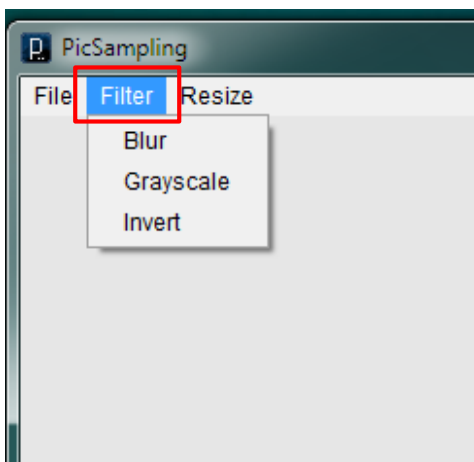 PicSampling
File Filter Resize
Blur
Grayscale
Invert